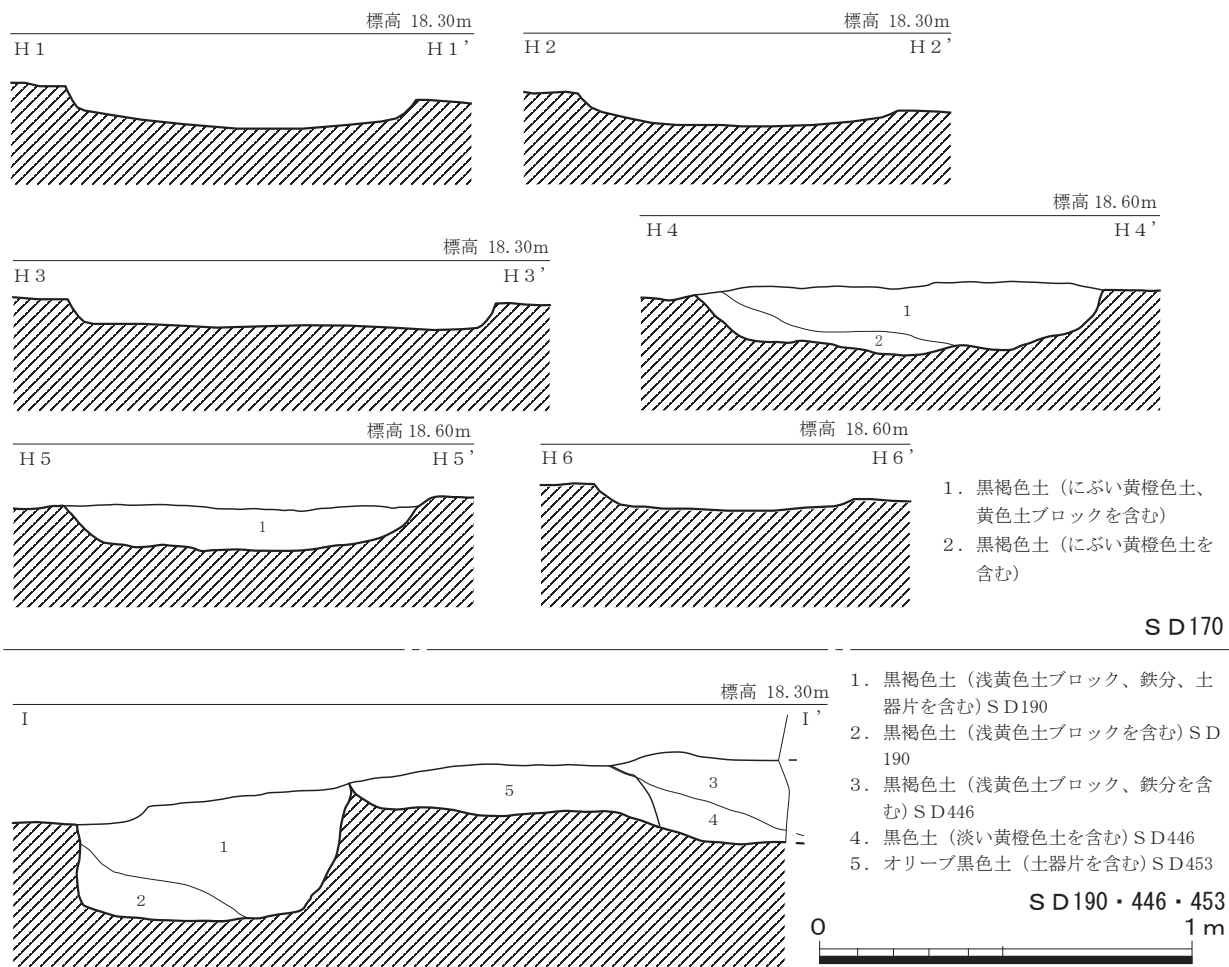 標高 18.30m
H1 H1’
標高 18.30m
H2 H2’
標高 18.30m
H3 H3’
標高 18.60m
H4 H4’
1
2
標高 18.60m
H5 H5’
1
標高 18.60m
H6 H6’
1. 黒褐色土（にぶい黄橙色土、
黄色土ブロックを含む）
2. 黒褐色土（にぶい黄橙色土を
含む）
SD170
標高 18.30m
I I’
1
2
3
4
5
1. 黒褐色土（浅黄色土ブロック、鉄分、土
器片を含む）SD190
2. 黒褐色土（浅黄色土ブロックを含む）SD
190
3. 黒褐色土（浅黄色土ブロック、鉄分を含
む）SD446
4. 黒色土（淡い黄橙色土を含む）SD446
5. オリーブ黒色土（土器片を含む）SD453
SD190・446・453
0 1m